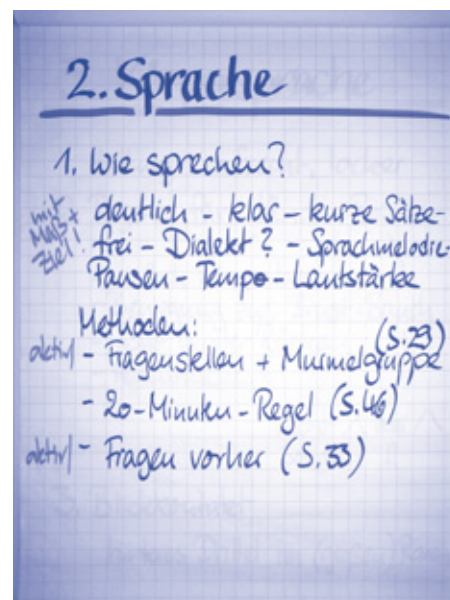 2. Sprache
1. Wie sprechen?
mit Maß + Ziel!
deutlich - klar - kurze Sätze -
frei - Dialekt? - Sprachmelodie -
Pausen - Tempo - Lautstärke
Methoden:
(S. 29)
aktiv - Fragenstellen + Murmelgruppe
- 20-Minuten-Regel (S. 46)
aktiv - Fragen vorher (S. 33)